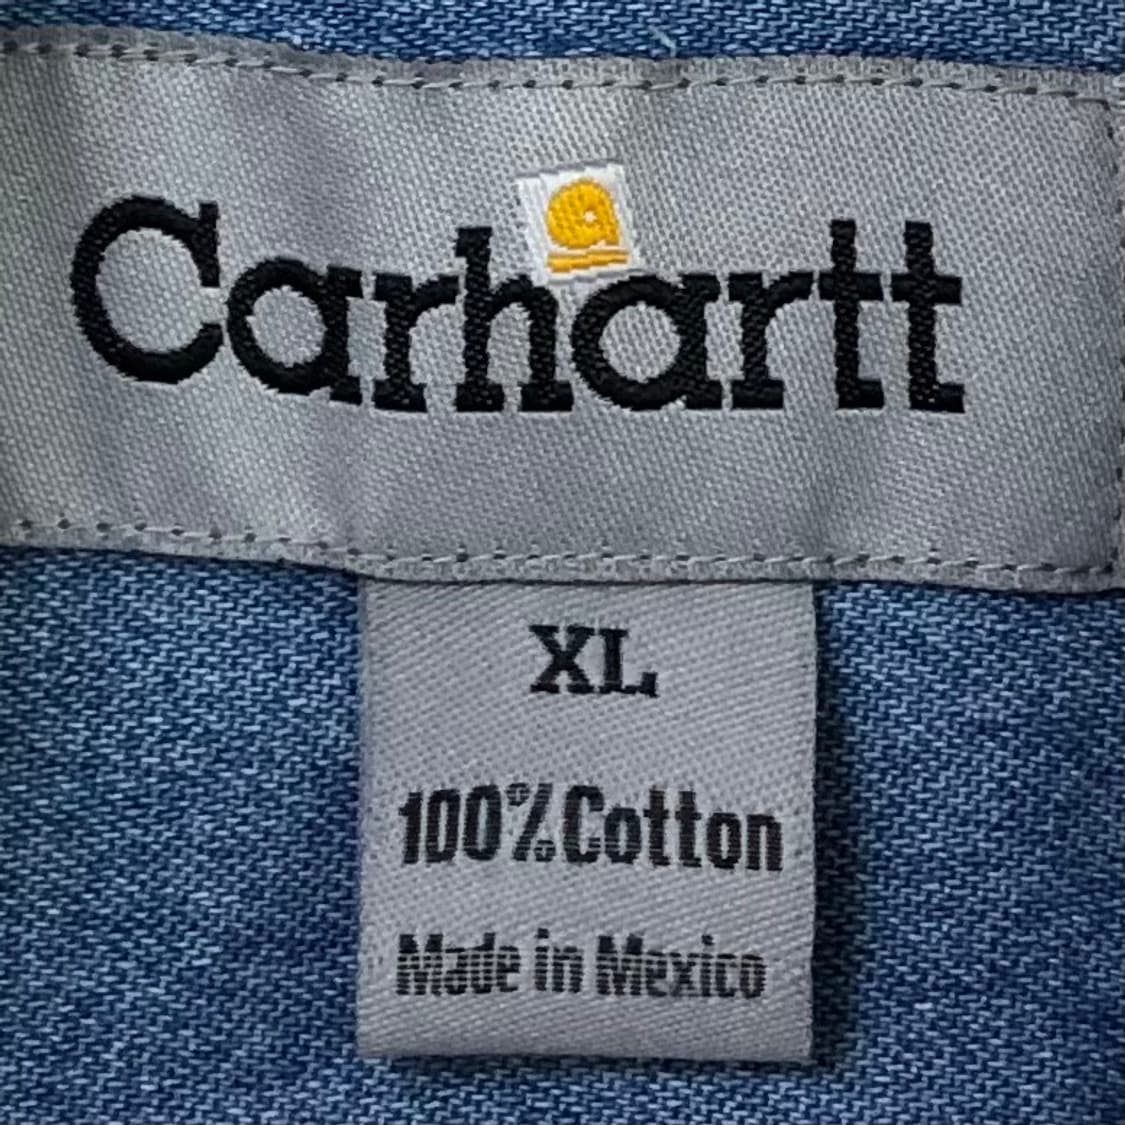 Carhartt
XL
100% Cotton
Made in Mexico